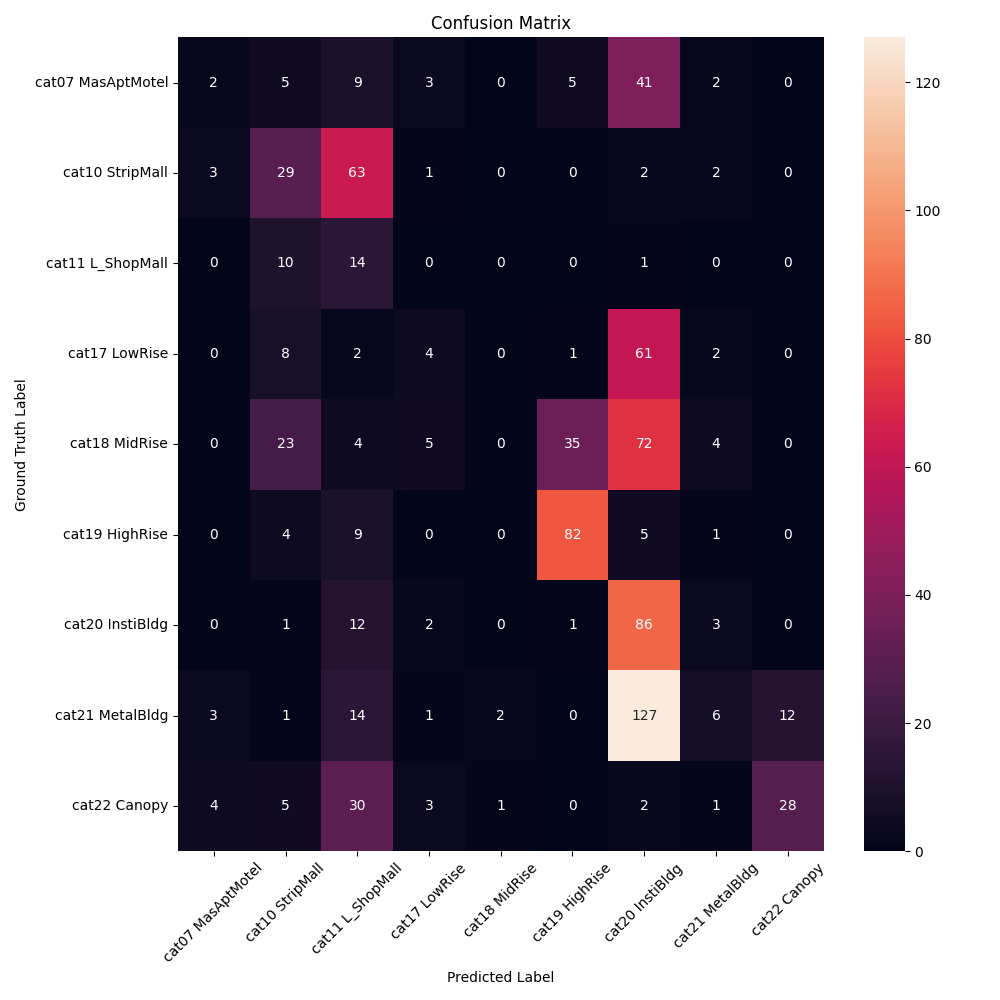 Confusion Matrix
cat07 MasAptMotel 2 5 9 3 0 5 41 2 0
cat10 StripMall 3 29 63 1 0 0 2 2 0
cat11 L_ShopMall 0 10 14 0 0 0 1 0 0
cat17 LowRise 0 8 2 4 0 1 61 2 0
cat18 MidRise 0 23 4 5 0 35 72 4 0
cat19 HighRise 0 4 9 0 0 82 5 1 0
cat20 InstiBldg 0 1 12 2 0 1 86 3 0
cat21 MetalBldg 3 1 14 1 2 0 127 6 12
cat22 Canopy 4 5 30 3 1 0 2 1 28
Ground Truth Label
cat07 MasAptMotel
cat10 StripMall
cat11 L_ShopMall
cat17 LowRise
cat18 MidRise
cat19 HighRise
cat20 InstiBldg
cat21 MetalBldg
cat22 Canopy
Predicted Label
120
100
80
60
40
20
0